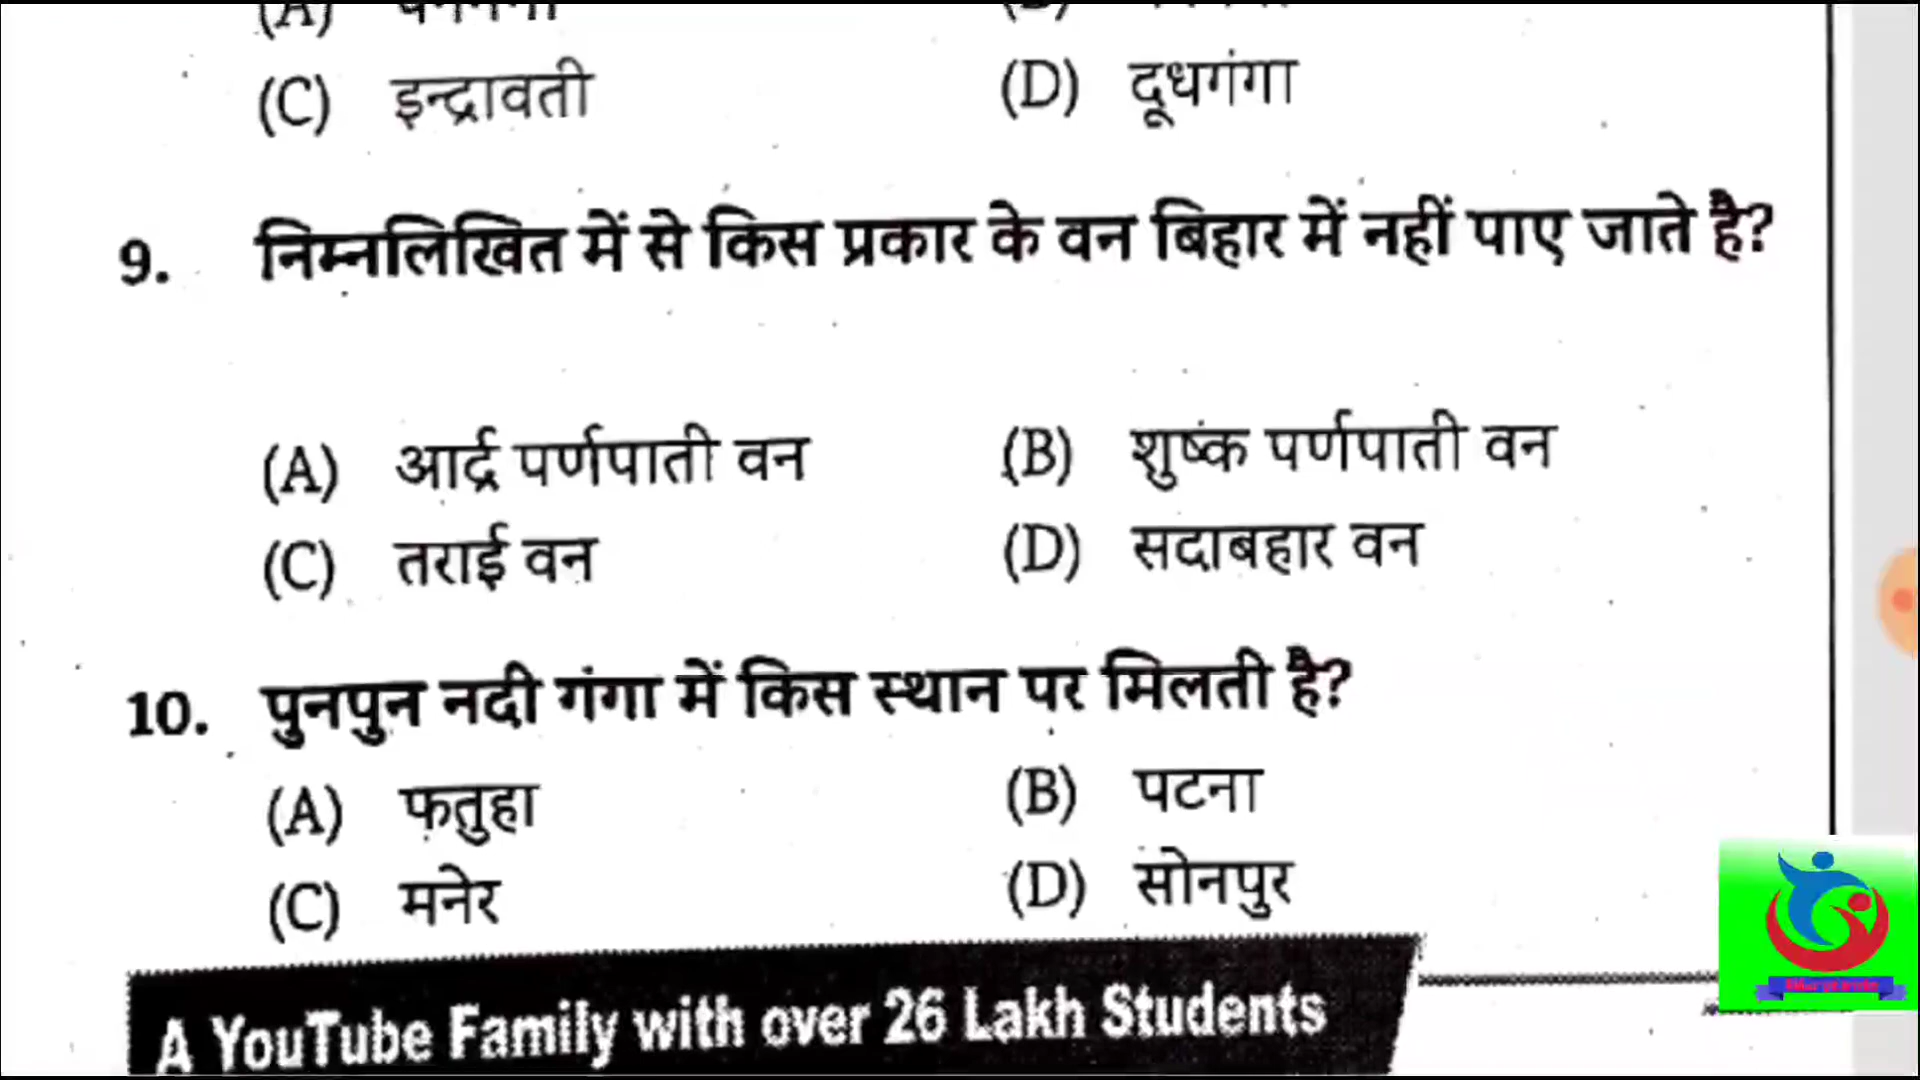 (A)
(C) इन्द्रावती (D) दूधगंगा
9. निम्नलिखित में से किस प्रकार के वन बिहार में नहीं पाए जाते है?
(A) आर्द्र पर्णपाती वन (B) शुष्क पर्णपाती वन
(C) तराई वन (D) सदाबहार वन
10. पुनपुन नदी गंगा में किस स्थान पर मिलती है?
(A) फतुहा (B) पटना
(C) मनेर (D) सोनपुर
A YouTube Family with over 26 Lakh Students